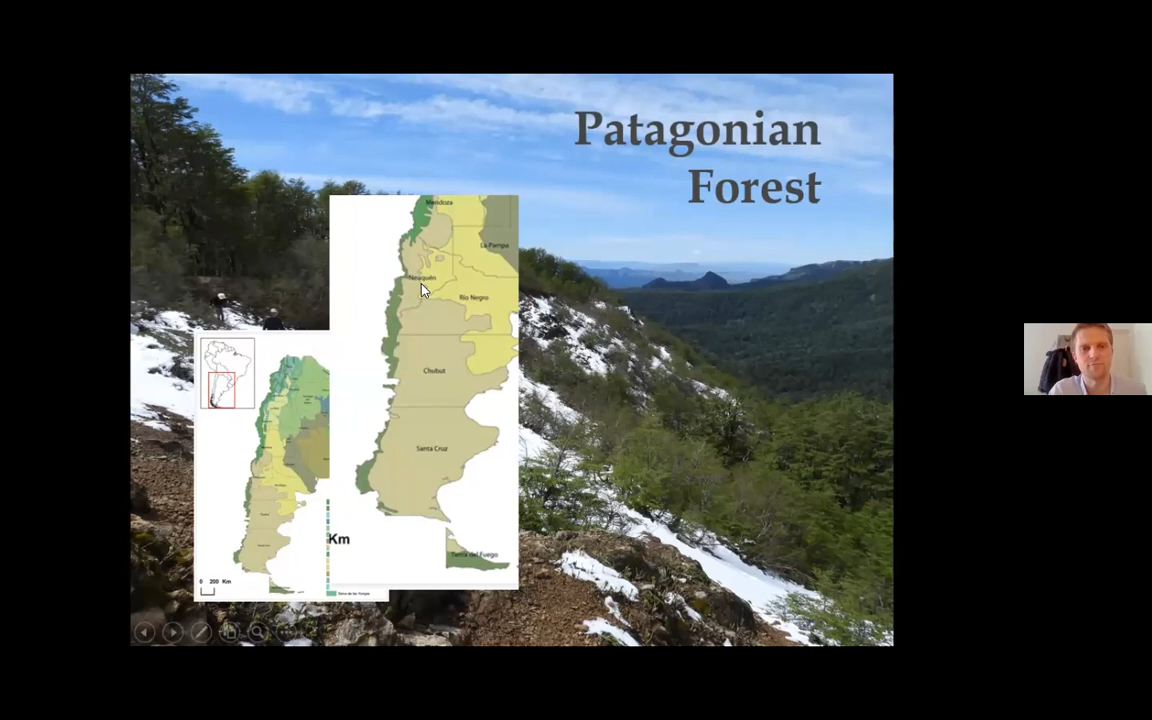 Patagonian
Forest
Mendoza
La Pampa
Neuquén
Río Negro
Chubut
Santa Cruz
Km
Tierra del Fuego
0 200 Km